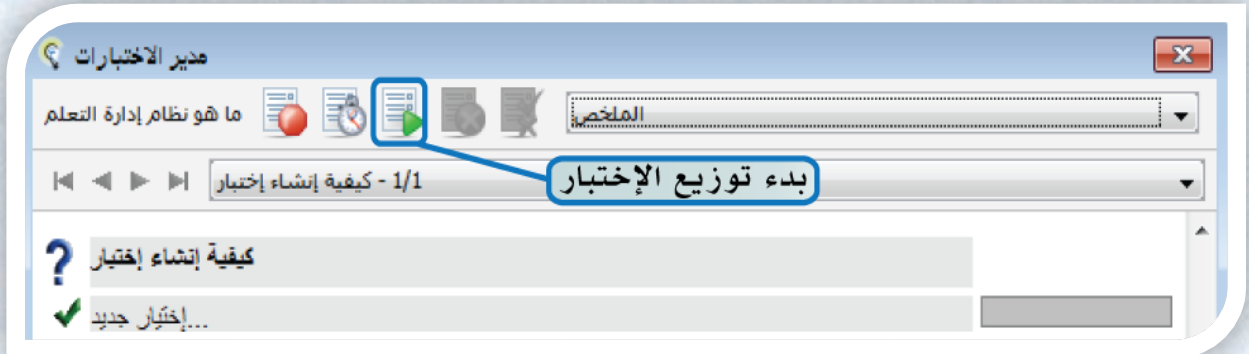 مدير الاختبارات
ما هو نظام إدارة التعلم
الملخص
1/1 - كيفية إنشاء إختبار
بدء توزيع الإختبار
كيفية إنشاء إختبار
إختبار جديد...